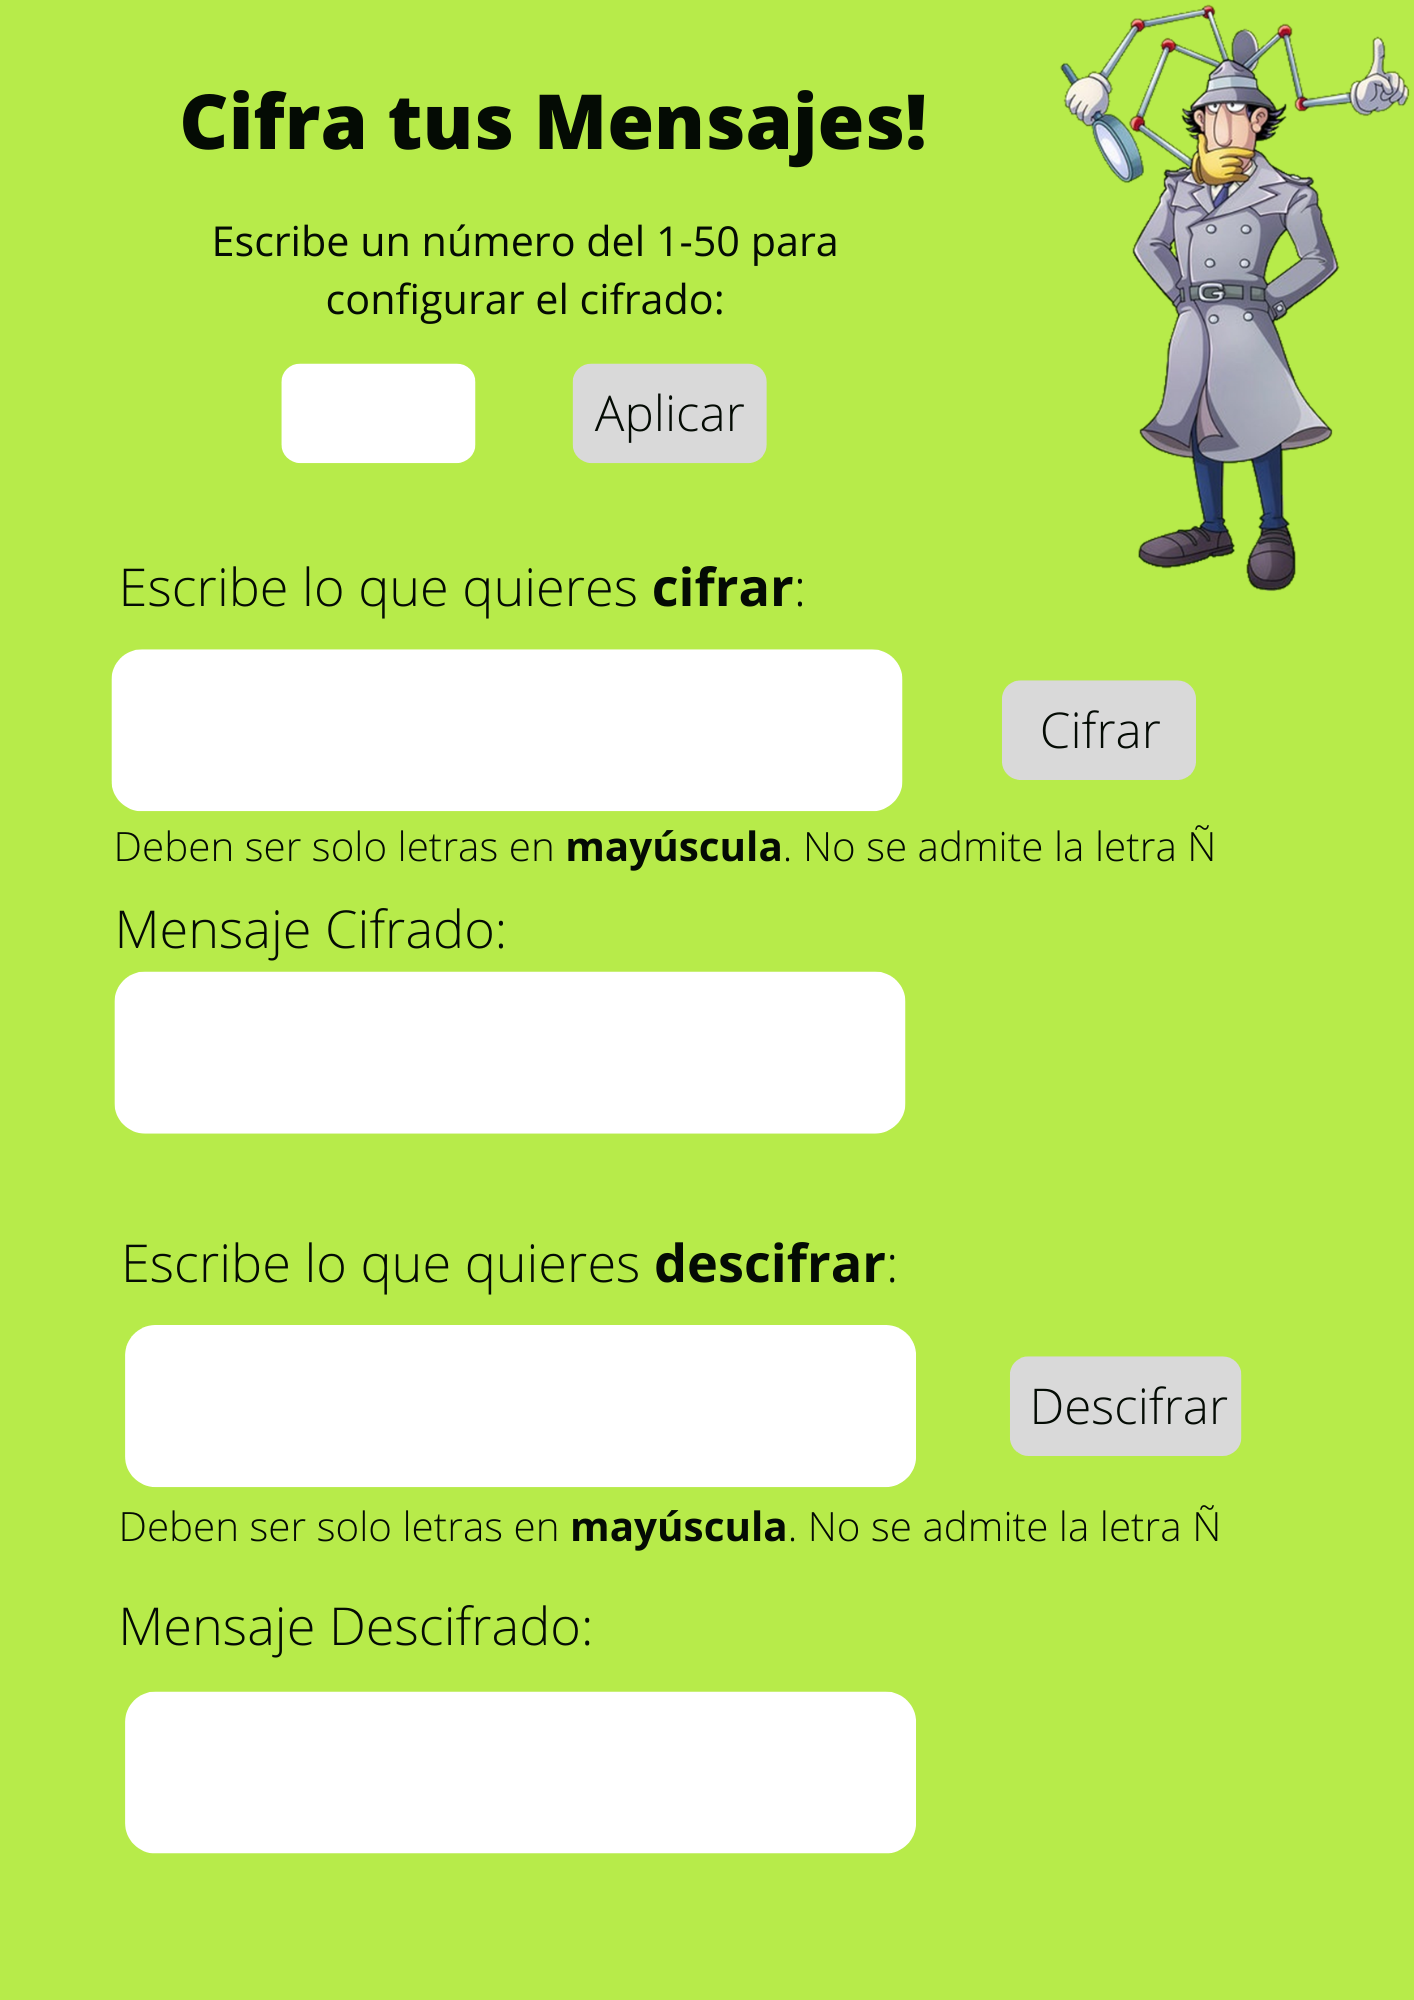 Cifra tus Mensajes!
Escribe un número del 1-50 para
configurar el cifrado:
Aplicar
Escribe lo que quieres cifrar:
Cifrar
Deben ser solo letras en mayúscula. No se admite la letra Ñ
Mensaje Cifrado:
Escribe lo que quieres descifrar:
Descifrar
Deben ser solo letras en mayúscula. No se admite la letra Ñ
Mensaje Descifrado:
G